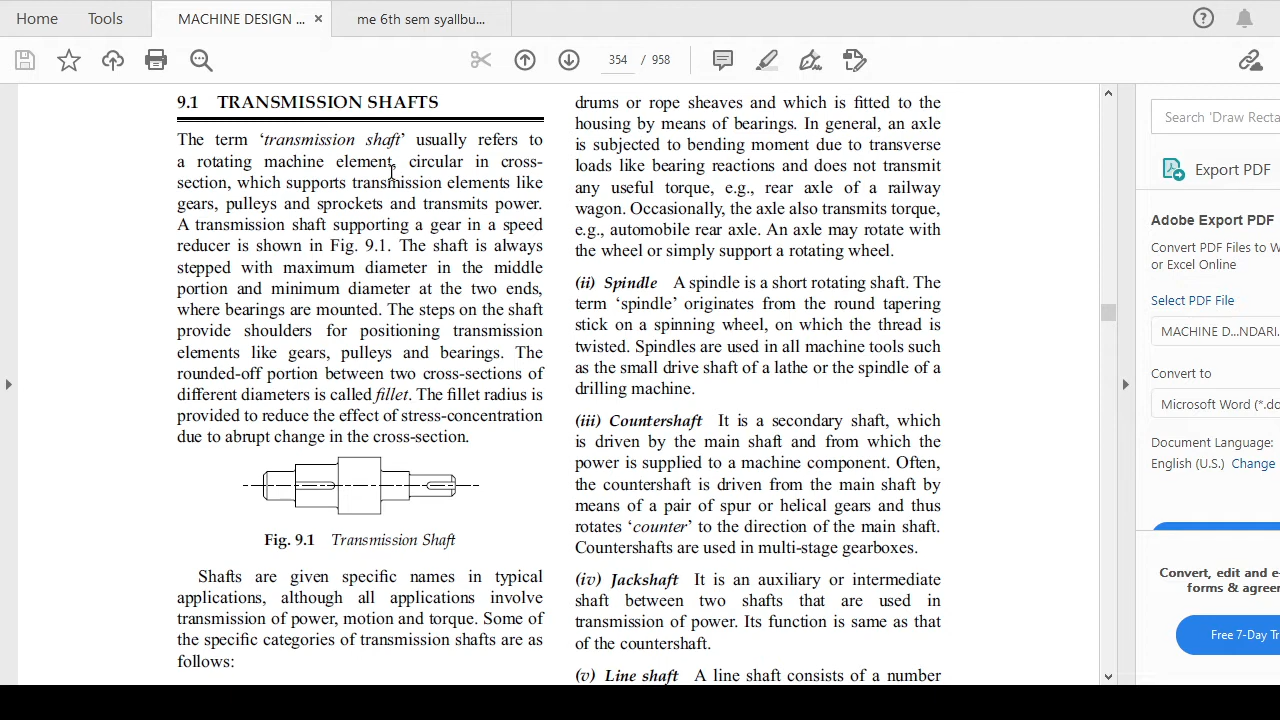 Home
Tools
MACHINE DESIGN ...
me 6th sem syallbu...
354 / 958
9.1 TRANSMISSION SHAFTS
The term ‘transmission shaft’ usually refers to
a rotating machine element, circular in cross-
section, which supports transmission elements like
gears, pulleys and sprockets and transmits power.
A transmission shaft supporting a gear in a speed
reducer is shown in Fig. 9.1. The shaft is always
stepped with maximum diameter in the middle
portion and minimum diameter at the two ends,
where bearings are mounted. The steps on the shaft
provide shoulders for positioning transmission
elements like gears, pulleys and bearings. The
rounded-off portion between two cross-sections of
different diameters is called fillet. The fillet radius is
provided to reduce the effect of stress-concentration
due to abrupt change in the cross-section.
Fig. 9.1 Transmission Shaft
Shafts are given specific names in typical
applications, although all applications involve
transmission of power, motion and torque. Some of
the specific categories of transmission shafts are as
follows:
drums or rope sheaves and which is fitted to the
housing by means of bearings. In general, an axle
is subjected to bending moment due to transverse
loads like bearing reactions and does not transmit
any useful torque, e.g., rear axle of a railway
wagon. Occasionally, the axle also transmits torque,
e.g., automobile rear axle. An axle may rotate with
the wheel or simply support a rotating wheel.
(ii) Spindle A spindle is a short rotating shaft. The
term ‘spindle’ originates from the round tapering
stick on a spinning wheel, on which the thread is
twisted. Spindles are used in all machine tools such
as the small drive shaft of a lathe or the spindle of a
drilling machine.
(iii) Countershaft It is a secondary shaft, which
is driven by the main shaft and from which the
power is supplied to a machine component. Often,
the countershaft is driven from the main shaft by
means of a pair of spur or helical gears and thus
rotates ‘counter’ to the direction of the main shaft.
Countershafts are used in multi-stage gearboxes.
(iv) Jackshaft It is an auxiliary or intermediate
shaft between two shafts that are used in
transmission of power. Its function is same as that
of the countershaft.
(v) Line shaft A line shaft consists of a number
Search 'Draw Recta
Export PDF
Adobe Export PDF
Convert PDF Files to W
or Excel Online
Select PDF File
MACHINE D...NDARI.
Convert to
Microsoft Word (*.do
Document Language:
English (U.S.) Change
Convert, edit and e-
forms & agree
Free 7-Day Tr